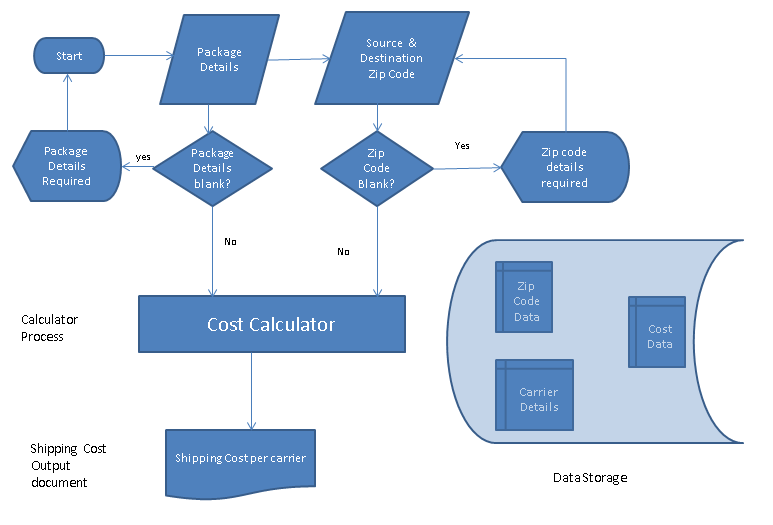 Start
Package
Details
Source &
Destination
Zip Code
Package
Details
Required
yes
Package
Details
blank?
Zip
Code
Blank?
Yes
Zip code
details
required
No
No
Calculator
Process
Cost Calculator
Zip
Code
Data
Cost
Data
Carrier
Details
Shipping Cost
Output
document
Shipping Cost per carrier
Data Storage